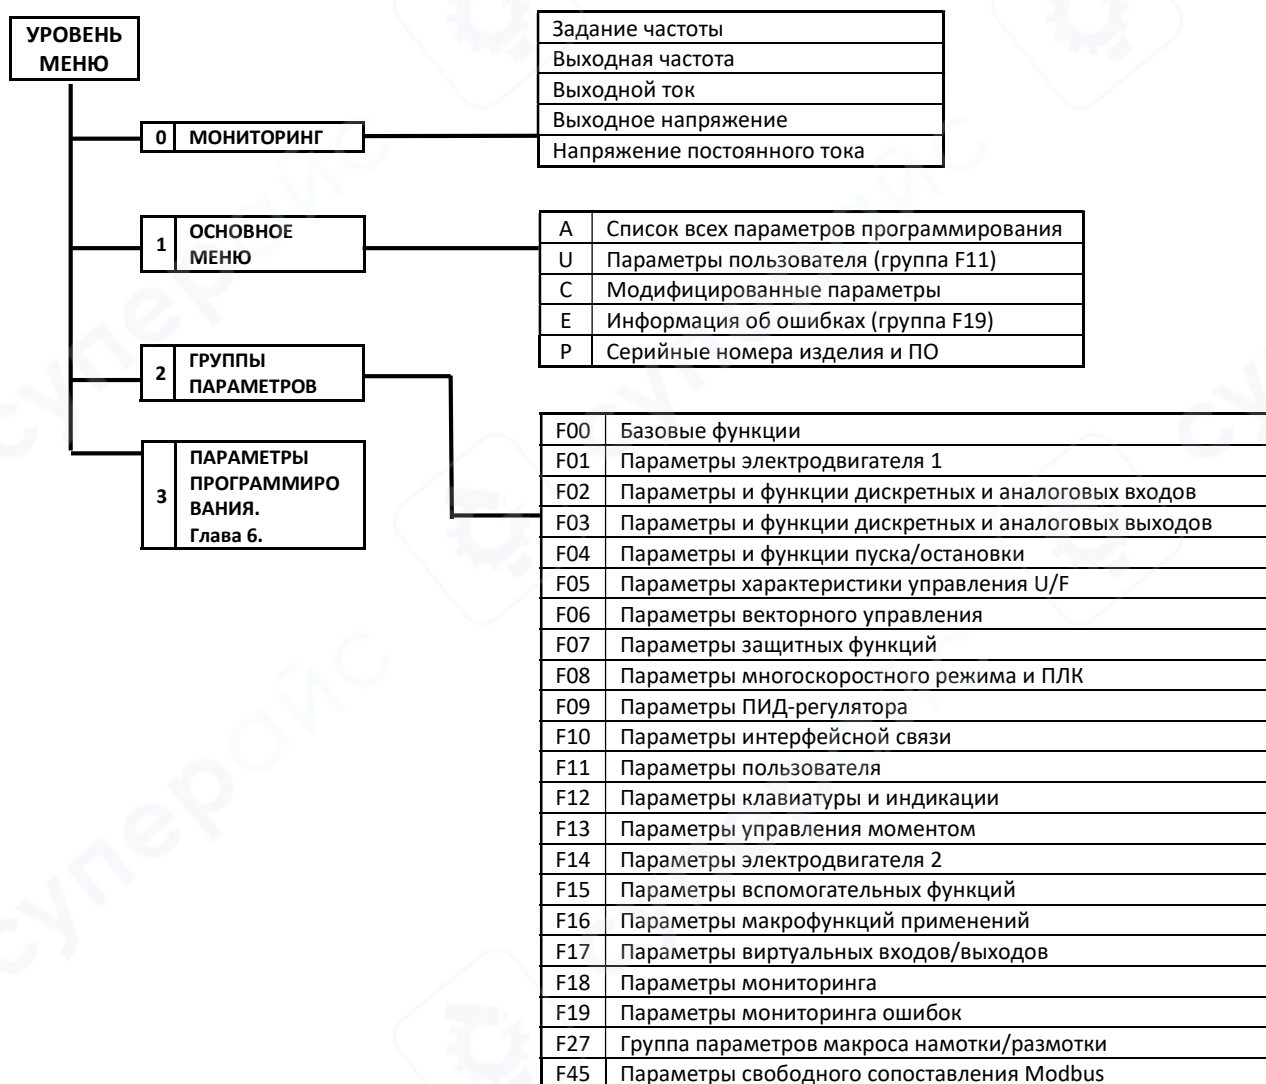 УРОВЕНЬ
МЕНЮ
Задание частоты
Выходная частота
Выходной ток
Выходное напряжение
Напряжение постоянного тока
0 МОНИТОРИНГ
1 ОСНОВНОЕ
МЕНЮ
A Список всех параметров программирования
U Параметры пользователя (группа F11)
C Модифицированные параметры
E Информация об ошибках (группа F19)
P Серийные номера изделия и ПО
2 ГРУППЫ
ПАРАМЕТРОВ
3 ПАРАМЕТРЫ
ПРОГРАММИРО
ВАНИЯ.
Глава 6.
F00 Базовые функции
F01 Параметры электродвигателя 1
F02 Параметры и функции дискретных и аналоговых входов
F03 Параметры и функции дискретных и аналоговых выходов
F04 Параметры и функции пуска/остановки
F05 Параметры характеристики управления U/F
F06 Параметры векторного управления
F07 Параметры защитных функций
F08 Параметры многоскоростного режима и ПЛК
F09 Параметры ПИД-регулятора
F10 Параметры интерфейсной связи
F11 Параметры пользователя
F12 Параметры клавиатуры и индикации
F13 Параметры управления моментом
F14 Параметры электродвигателя 2
F15 Параметры вспомогательных функций
F16 Параметры макрофункций применений
F17 Параметры виртуальных входов/выходов
F18 Параметры мониторинга
F19 Параметры мониторинга ошибок
F27 Группа параметров макроса намотки/размотки
F45 Параметры свободного сопоставления Modbus
суперайс
суперайс
суперайс